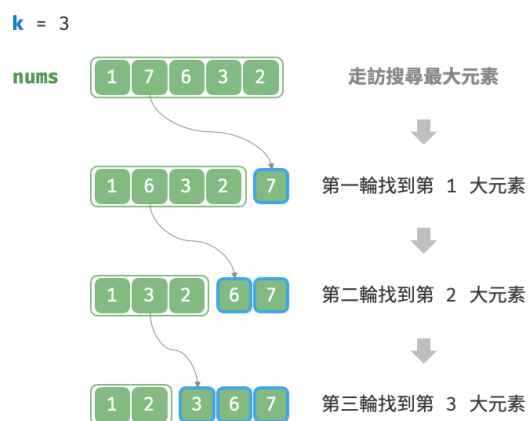 k = 3
nums 1 7 6 3 2 走訪搜尋最大元素
1 6 3 2 7 第一輪找到第 1 大元素
1 3 2 6 7 第二輪找到第 2 大元素
1 2 3 6 7 第三輪找到第 3 大元素